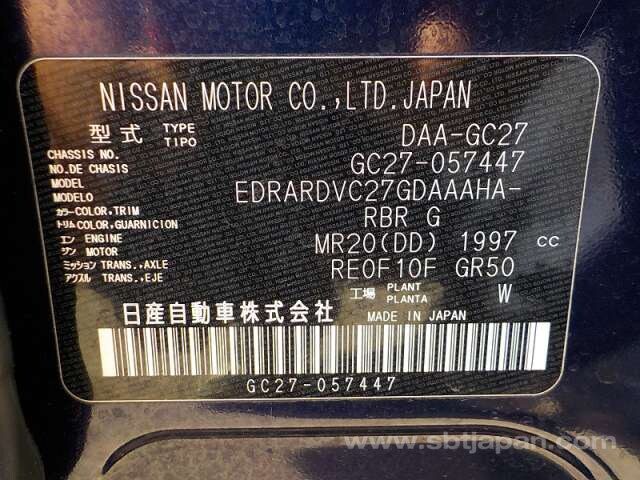 NISSAN MOTOR CO.,LTD.JAPAN
型式 TYPE TIPO DAA-GC27
CHASSIS NO. NO.DE CHASIS GC27-057447
MODEL MODELO EDRARDVC27GDAAAHA-
カラー COLOR,TRIM トリム COLOR,GUARNICION RBR G
エン ENGINE ジン MOTOR MR20(DD) 1997 CC
ミッション TRANS.,AXLE アクスル TRANS.,EJE RE0F10F GR50
工場 PLANT PLANTA W
日産自動車株式会社 MADE IN JAPAN
GC27-057447
www.sbtjapan.com